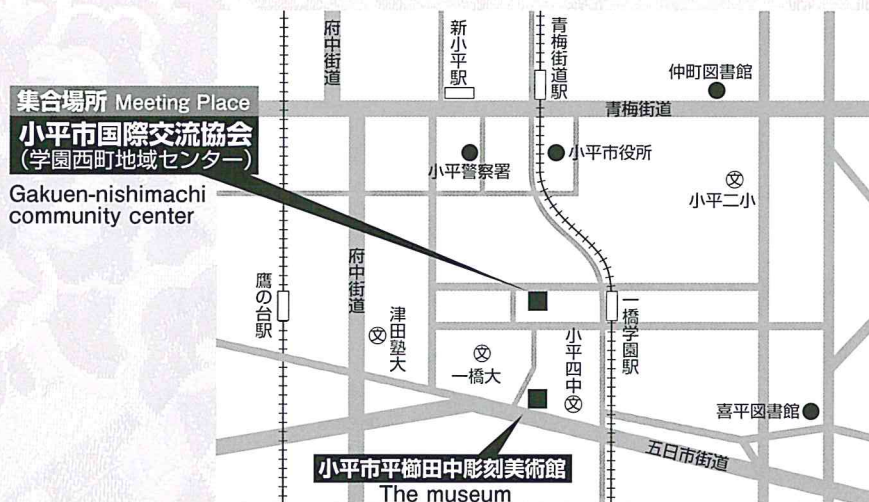 府中街道
新小平駅
青梅街道駅
仲町図書館
青梅街道
集合場所 Meeting Place
小平市国際交流協会
（学園西町地域センター）
Gakuen-nishimachi
community center
小平警察署
小平市役所
文
小平二小
鷹の台駅
府中街道
津田塾大
文
文
一橋大
小平四中
文
一橋学園駅
喜平図書館
五日市街道
小平市平櫛田中彫刻美術館
The museum